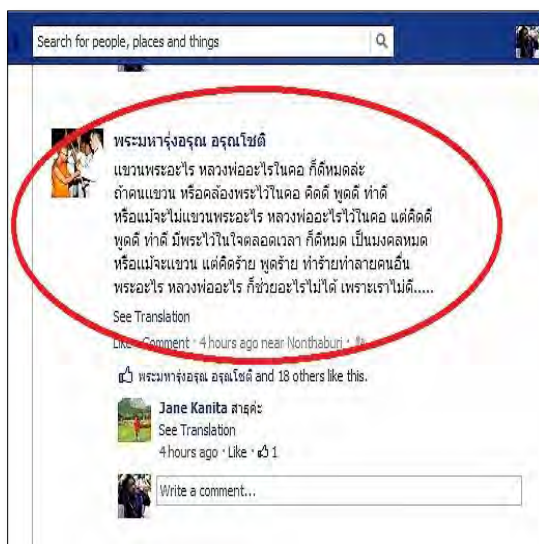 Search for people, places and things
พระมหารุ่งอรุณ อรุณโชติ
แขวนพระอะไร หลวงพ่ออะไรในคอ ก็ดีหมดล่ะ
ถ้าคนแขวน หรือคล้องพระไว้ในคอ คิดดี พูดดี ทำดี
หรือแม้จะไม่แขวนพระอะไร หลวงพ่ออะไรไว้ในคอ แต่คิดดี
พูดดี ทำดี มีพระไว้ในใจตลอดเวลา ก็ดีหมด เป็นมงคลหมด
หรือแม้จะแขวน แต่คิดร้าย พูดร้าย ทำร้ายทำลายคนอื่น
พระอะไร หลวงพ่ออะไร ก็ช่วยอะไรไม่ได้ เพราะเราไม่ดี.....
See Translation
Like · Comment · 4 hours ago near Nonthaburi ·
พระมหารุ่งอรุณ อรุณโชติ and 18 others like this.
Jane Kanita สาธุค่ะ
See Translation
4 hours ago · Like · 1
Write a comment...